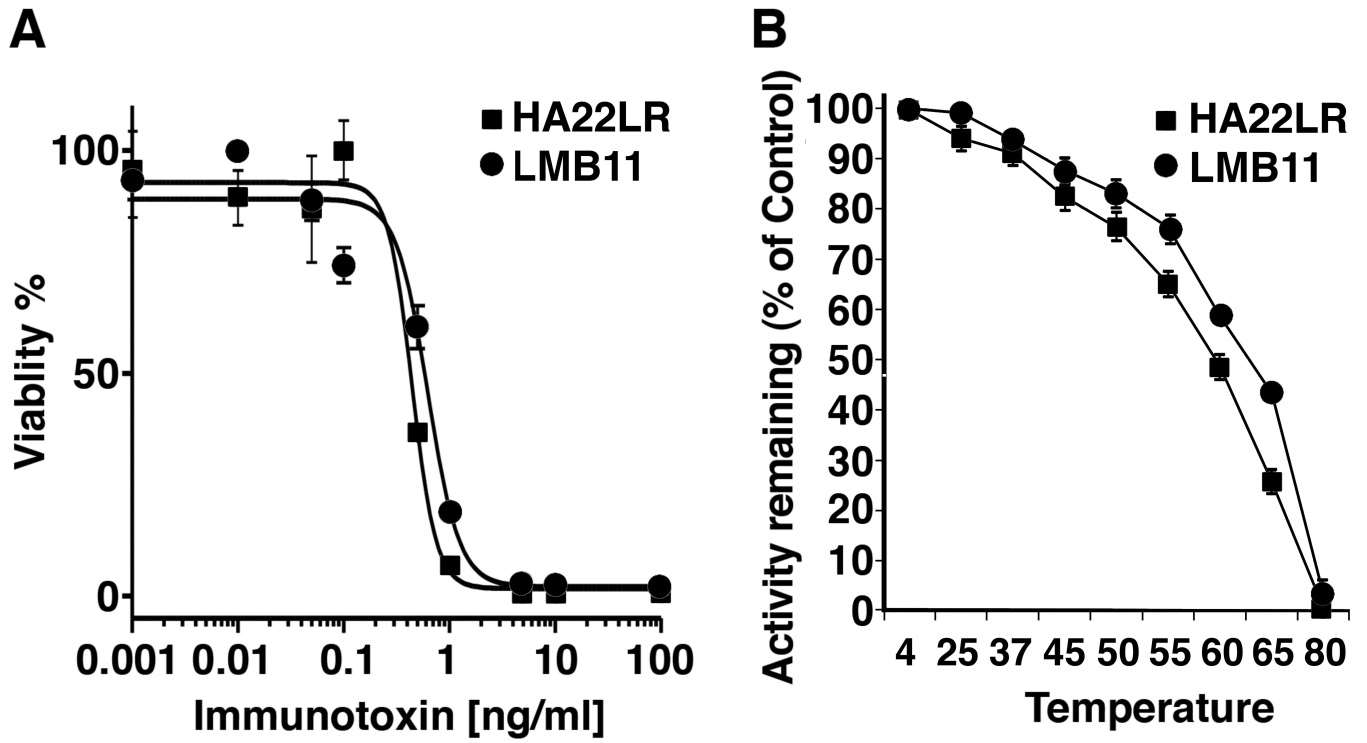 A
HA22LR
LMB11
100
50
0
Viablity %
0.001 0.01 0.1 1 10 100
Immunotoxin [ng/ml]
B
HA22LR
LMB11
100
90
80
70
60
50
40
30
20
10
0
Activity remaining (% of Control)
4 25 37 45 50 55 60 65 80
Temperature